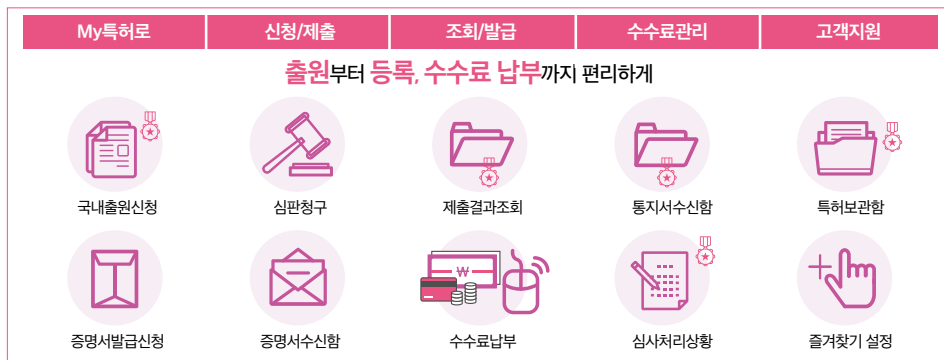 My특허로 신청/제출 조회/발급 수수료관리 고객지원
출원부터 등록, 수수료 납부까지 편리하게
국내출원신청 심판청구 제출결과조회 통지서수신함 특허보관함
₩
증명서발급신청 증명서수신함 수수료납부 심사처리상황 즐겨찾기 설정